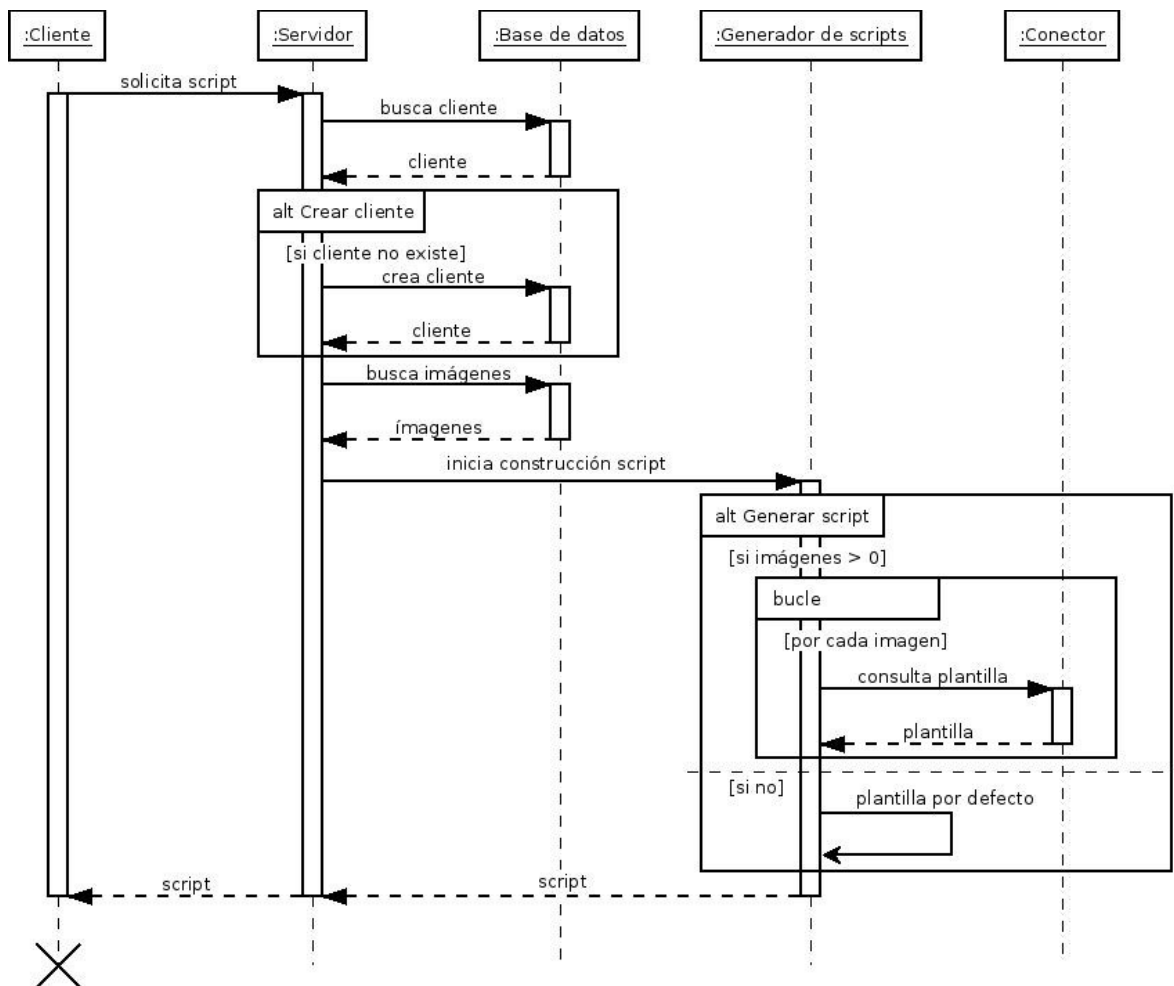 :Cliente
:Servidor
:Base de datos
:Generador de scripts
:Conector
solicita script
busca cliente
cliente
alt Crear cliente
[si cliente no existe]
crea cliente
cliente
busca imágenes
ímagenes
inicia construcción script
alt Generar script
[si imágenes > 0]
bucle
[por cada imagen]
consulta plantilla
plantilla
[si no]
plantilla por defecto
script
script